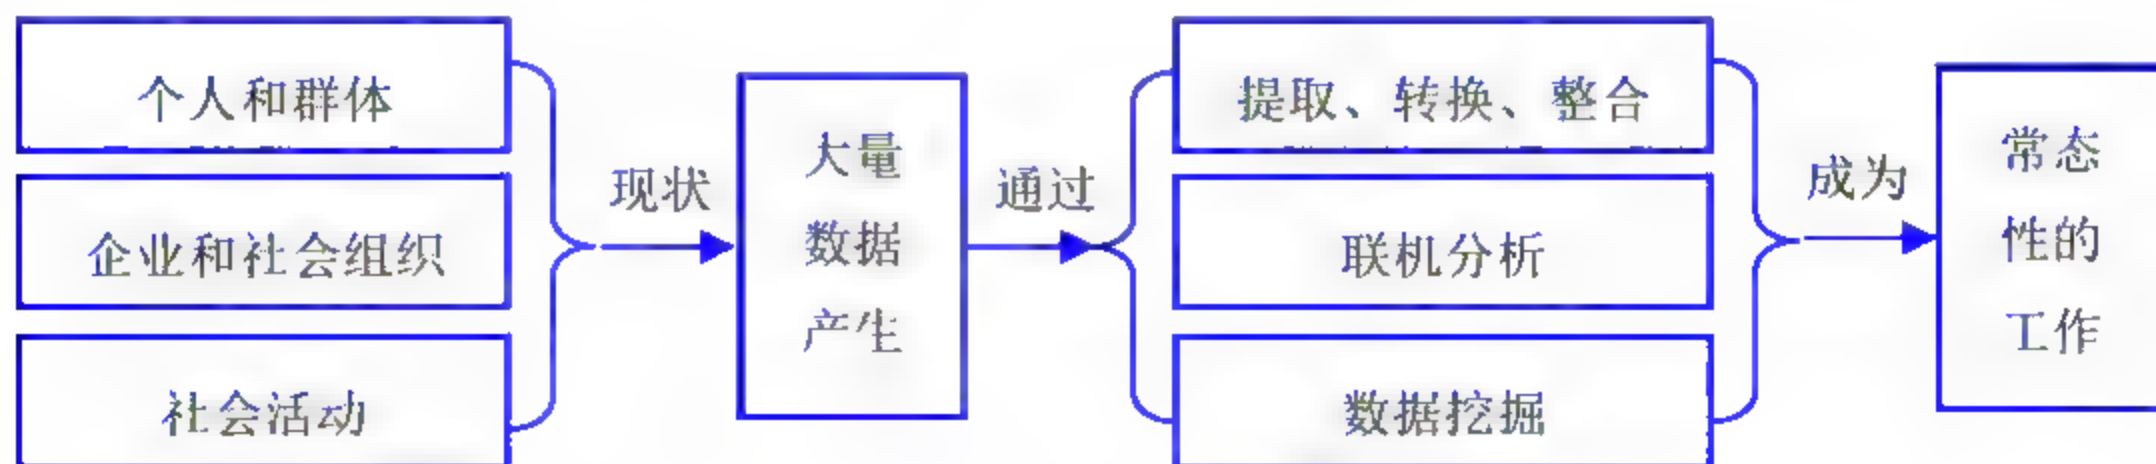 个人和群体
企业和社会组织
社会活动
现状
大量
数据
产生
通过
提取、转换、整合
联机分析
数据挖掘
成为
常态
性的
工作